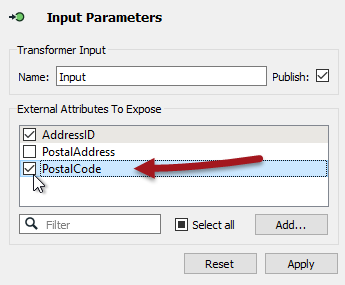 Input Parameters
Transformer Input
Name: Input Publish:
External Attributes To Expose
AddressID
PostalAddress
PostalCode
Filter Select all Add...
Reset Apply